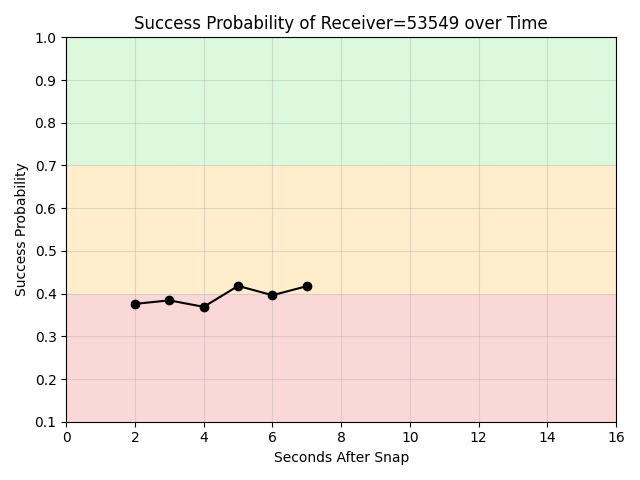 Success Probability of Receiver=53549 over Time
1.0
0.9
0.8
0.7
0.6
0.5
0.4
0.3
0.2
0.1
Success Probability
0 2 4 6 8 10 12 14 16
Seconds After Snap